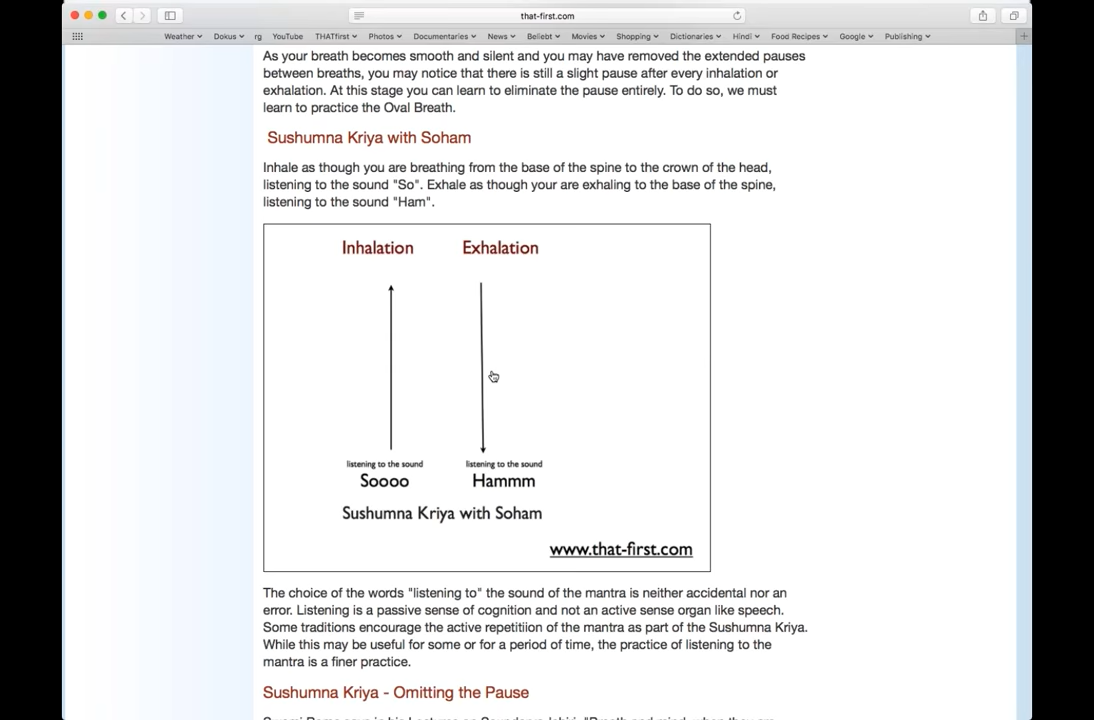 that-first.com
Weather Dokus rg YouTube THATfirst Photos Documentaries News Beliebt Movies Shopping Dictionaries Hindi Food Recipes Google Publishing
As your breath becomes smooth and silent and you may have removed the extended pauses
between breaths, you may notice that there is still a slight pause after every inhalation or
exhalation. At this stage you can learn to eliminate the pause entirely. To do so, we must
learn to practice the Oval Breath.
Sushumna Kriya with Soham
Inhale as though you are breathing from the base of the spine to the crown of the head,
listening to the sound "So". Exhale as though your are exhaling to the base of the spine,
listening to the sound "Ham".
Inhalation Exhalation
listening to the sound listening to the sound
Soooo Hammm
Sushumna Kriya with Soham
www.that-first.com
The choice of the words "listening to" the sound of the mantra is neither accidental nor an
error. Listening is a passive sense of cognition and not an active sense organ like speech.
Some traditions encourage the active repetitiion of the mantra as part of the Sushumna Kriya.
While this may be useful for some or for a period of time, the practice of listening to the
mantra is a finer practice.
Sushumna Kriya - Omitting the Pause